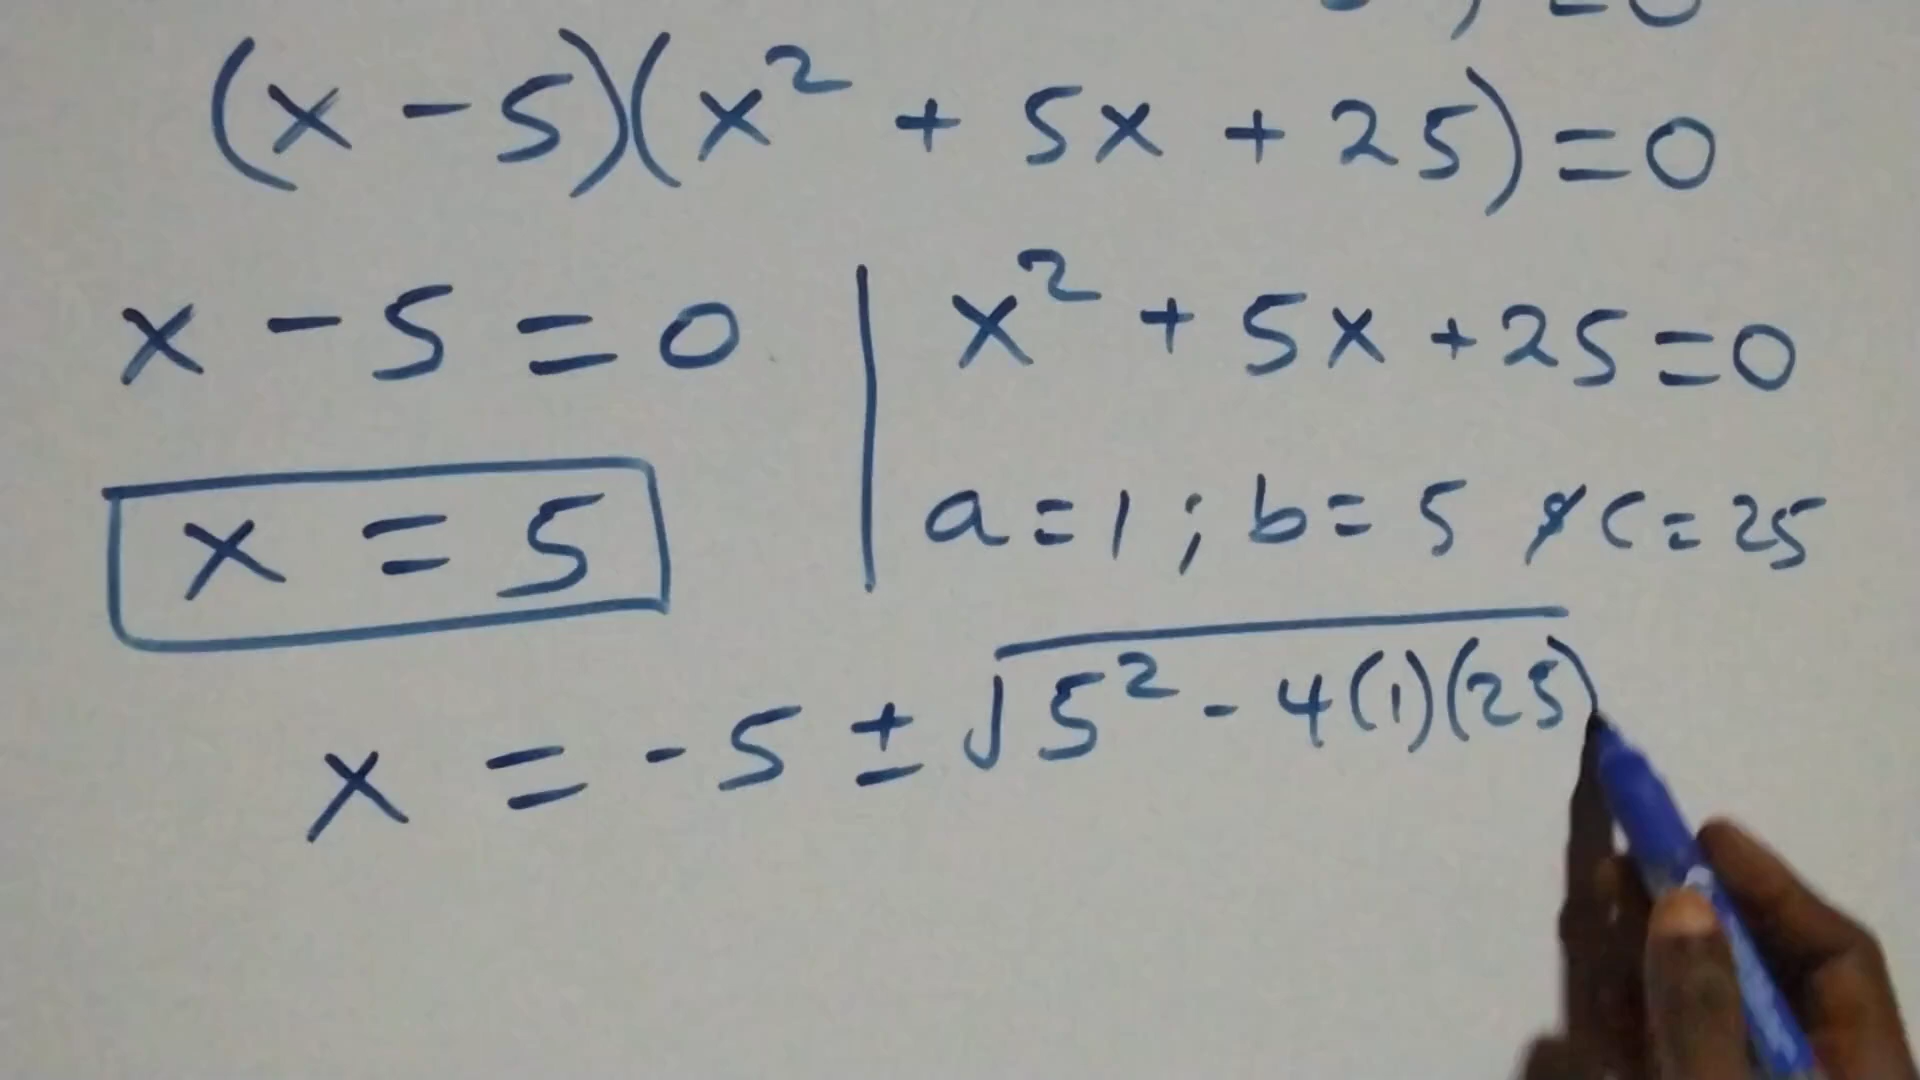 (x - 5)(x² + 5x + 25) = 0
x - 5 = 0 | x² + 5x + 25 = 0
x = 5
a = 1 ; b = 5 ; c = 25
x = -5 ± √5² - 4(1)(25)